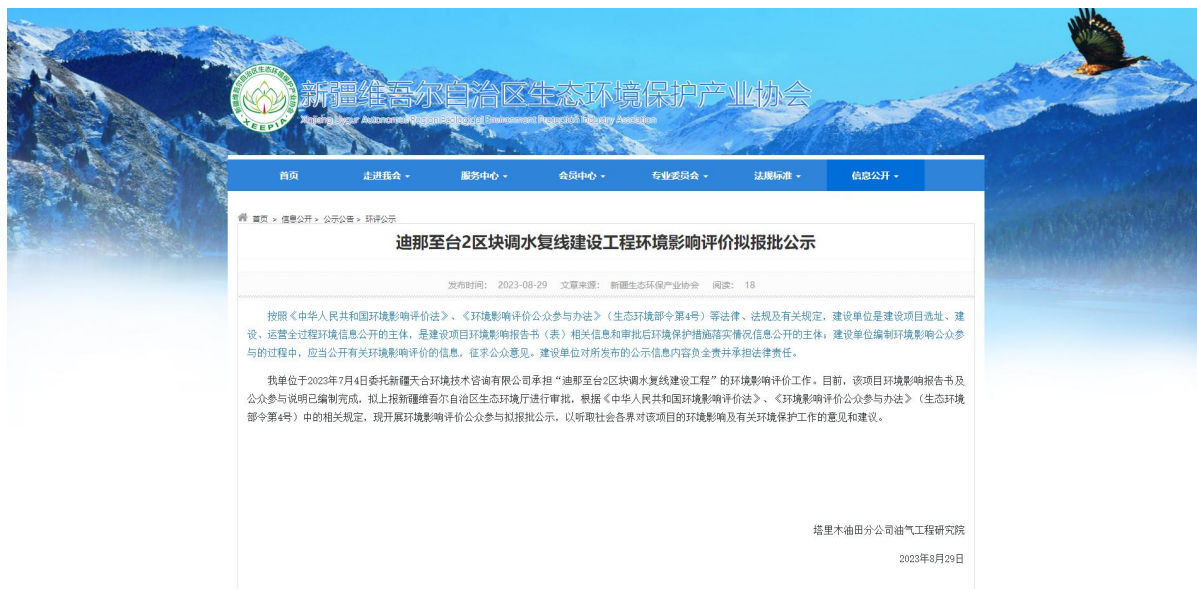 新疆维吾尔自治区生态环境保护产业协会
Xinjiang Uygur Autonomous Region Ecological Environment Protection Industry Association
XEEPIA
首页 走进我会 服务中心 会员中心 专业委员会 法规标准 信息公开
首页 > 信息公开 > 公示公告 > 环评公示
迪那至台2区块调水复线建设工程环境影响评价拟报批公示
发布时间: 2023-08-29 文章来源: 新疆生态环保产业协会 阅读: 18
按照《中华人民共和国环境影响评价法》、《环境影响评价公众参与办法》（生态环境部令第4号）等法律、法规及有关规定，建设单位是建设项目选址、建
设、运营全过程环境信息公开的主体，是建设项目环境影响报告书（表）相关信息和审批后环境保护措施落实情况信息公开的主体；建设单位编制环境影响公众参
与的过程中，应当公开有关环境影响评价的信息，征求公众意见。建设单位对所发布的公示信息内容负全责并承担法律责任。
我单位于2023年7月4日委托新疆天合环境技术咨询有限公司承担“迪那至台2区块调水复线建设工程”的环境影响评价工作。目前，该项目环境影响报告书及
公众参与说明已编制完成，拟上报新疆维吾尔自治区生态环境厅进行审批，根据《中华人民共和国环境影响评价法》、《环境影响评价公众参与办法》（生态环境
部令第4号）中的相关规定，现开展环境影响评价公众参与拟报批公示，以听取社会各界对该项目的环境影响及有关环境保护工作的意见和建议。
塔里木油田分公司油气工程研究院
2023年8月29日